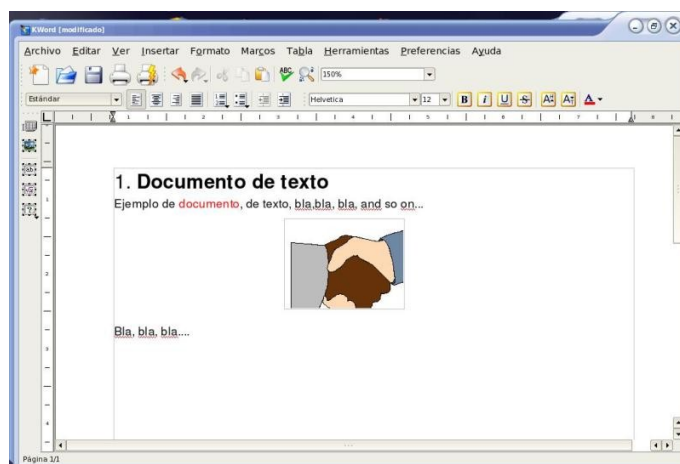 KWord [modificado]
Archivo Editar Ver Insertar Formato Marcos Tabla Herramientas Preferencias Ayuda
ABC 150%
Estándar Helvetica 12 B I U S A A A
1. Documento de texto
Ejemplo de documento, de texto, bla,bla, bla, and so on...
Bla, bla, bla....
Página 1/1